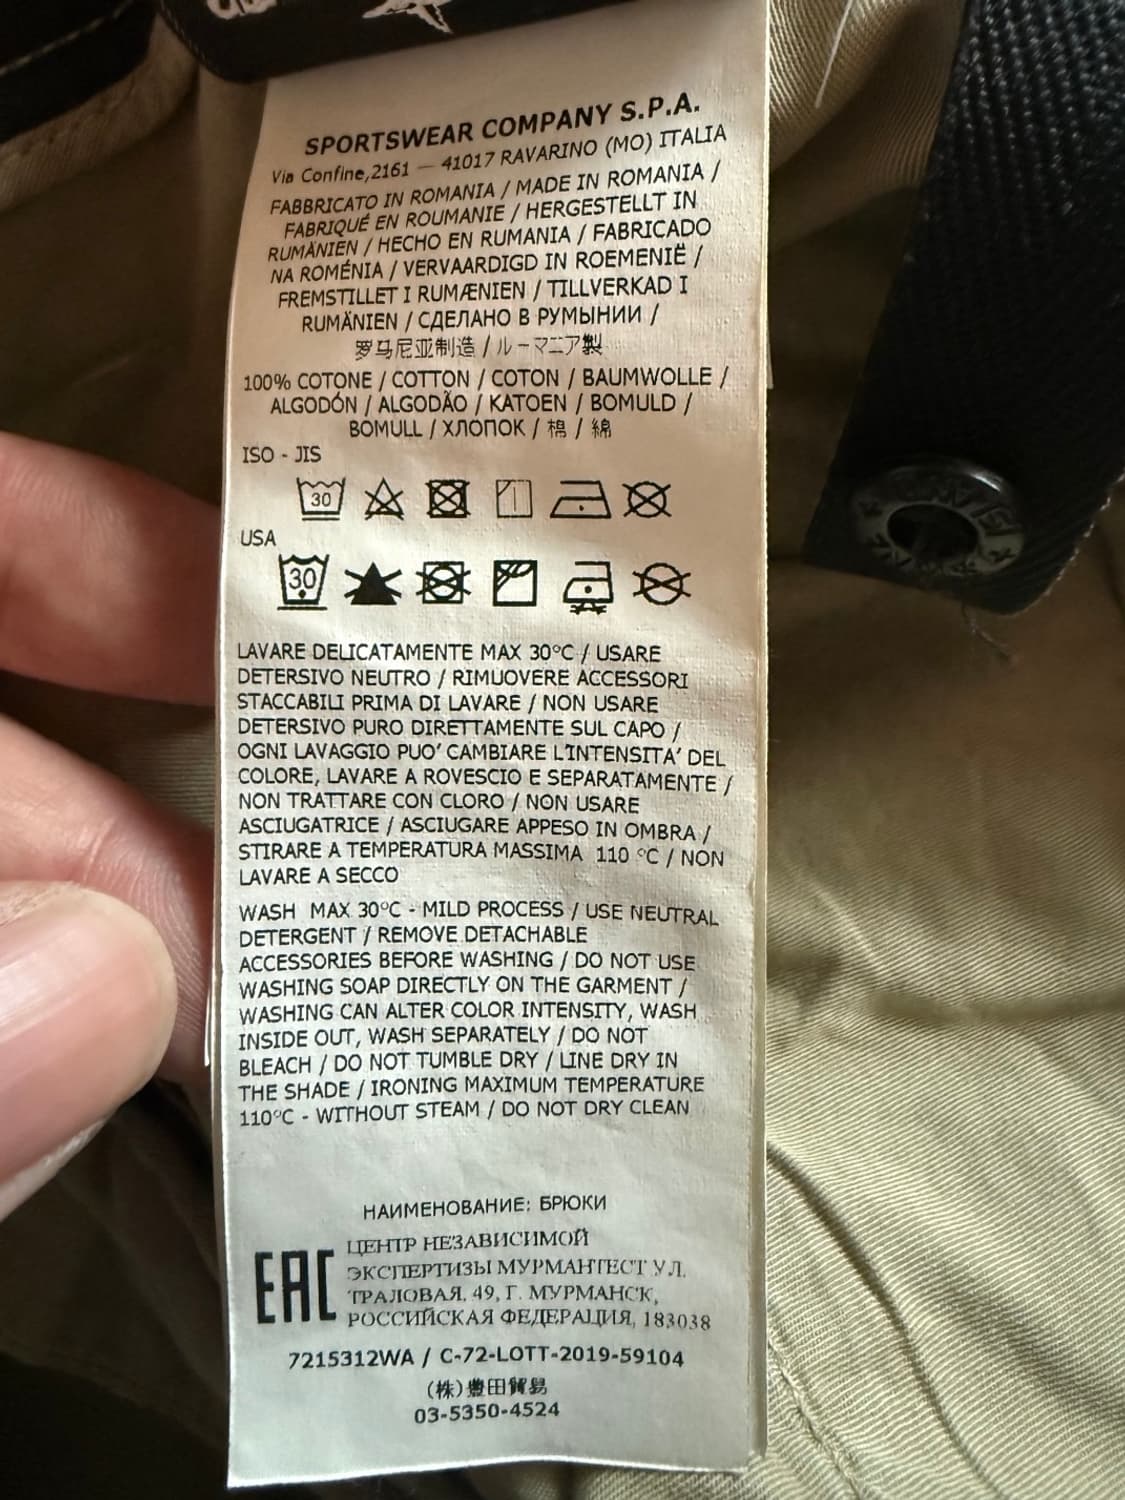 SPORTSWEAR COMPANY S.P.A.
Via Confine,2161 — 41017 RAVARINO (MO) ITALIA
FABBRICATO IN ROMANIA / MADE IN ROMANIA /
FABRIQUÉ EN ROUMANIE / HERGESTELLT IN
RUMÄNIEN / HECHO EN RUMANIA / FABRICADO
NA ROMÉNIA / VERVAARDIGD IN ROEMENIË /
FREMSTILLET I RUMÆNIEN / TILLVERKAD I
RUMÄNIEN / СДЕЛАНО В РУМЫНИИ /
罗马尼亚制造 / ルーマニア製
100% COTONE / COTTON / COTON / BAUMWOLLE /
ALGODÓN / ALGODÃO / KATOEN / BOMULD /
BOMULL / ХЛОПОК / 棉 / 綿
ISO - JIS
30
USA
30
LAVARE DELICATAMENTE MAX 30°C / USARE
DETERSIVO NEUTRO / RIMUOVERE ACCESSORI
STACCABILI PRIMA DI LAVARE / NON USARE
DETERSIVO PURO DIRETTAMENTE SUL CAPO /
OGNI LAVAGGIO PUO' CAMBIARE L'INTENSITA' DEL
COLORE, LAVARE A ROVESCIO E SEPARATAMENTE /
NON TRATTARE CON CLORO / NON USARE
ASCIUGATRICE / ASCIUGARE APPESO IN OMBRA /
STIRARE A TEMPERATURA MASSIMA 110 °C / NON
LAVARE A SECCO
WASH MAX 30°C - MILD PROCESS / USE NEUTRAL
DETERGENT / REMOVE DETACHABLE
ACCESSORIES BEFORE WASHING / DO NOT USE
WASHING SOAP DIRECTLY ON THE GARMENT /
WASHING CAN ALTER COLOR INTENSITY, WASH
INSIDE OUT, WASH SEPARATELY / DO NOT
BLEACH / DO NOT TUMBLE DRY / LINE DRY IN
THE SHADE / IRONING MAXIMUM TEMPERATURE
110°C - WITHOUT STEAM / DO NOT DRY CLEAN
НАИМЕНОВАНИЕ: БРЮКИ
EAC
ЦЕНТР НЕЗАВИСИМОЙ
ЭКСПЕРТИЗЫ МУРМАНТЕСТ УЛ.
ТРАЛОВАЯ, 49, Г. МУРМАНСК,
РОССИЙСКАЯ ФЕДЕРАЦИЯ, 183038
7215312WA / C-72-LOTT-2019-59104
(株)豊田貿易
03-5350-4524